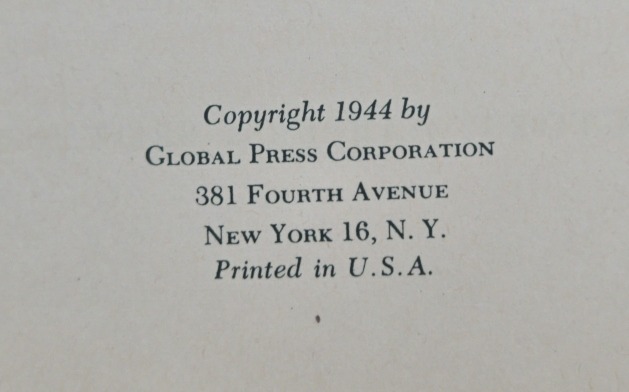 Copyright 1944 by
GLOBAL PRESS CORPORATION
381 FOURTH AVENUE
NEW YORK 16, N. Y.
Printed in U.S.A.